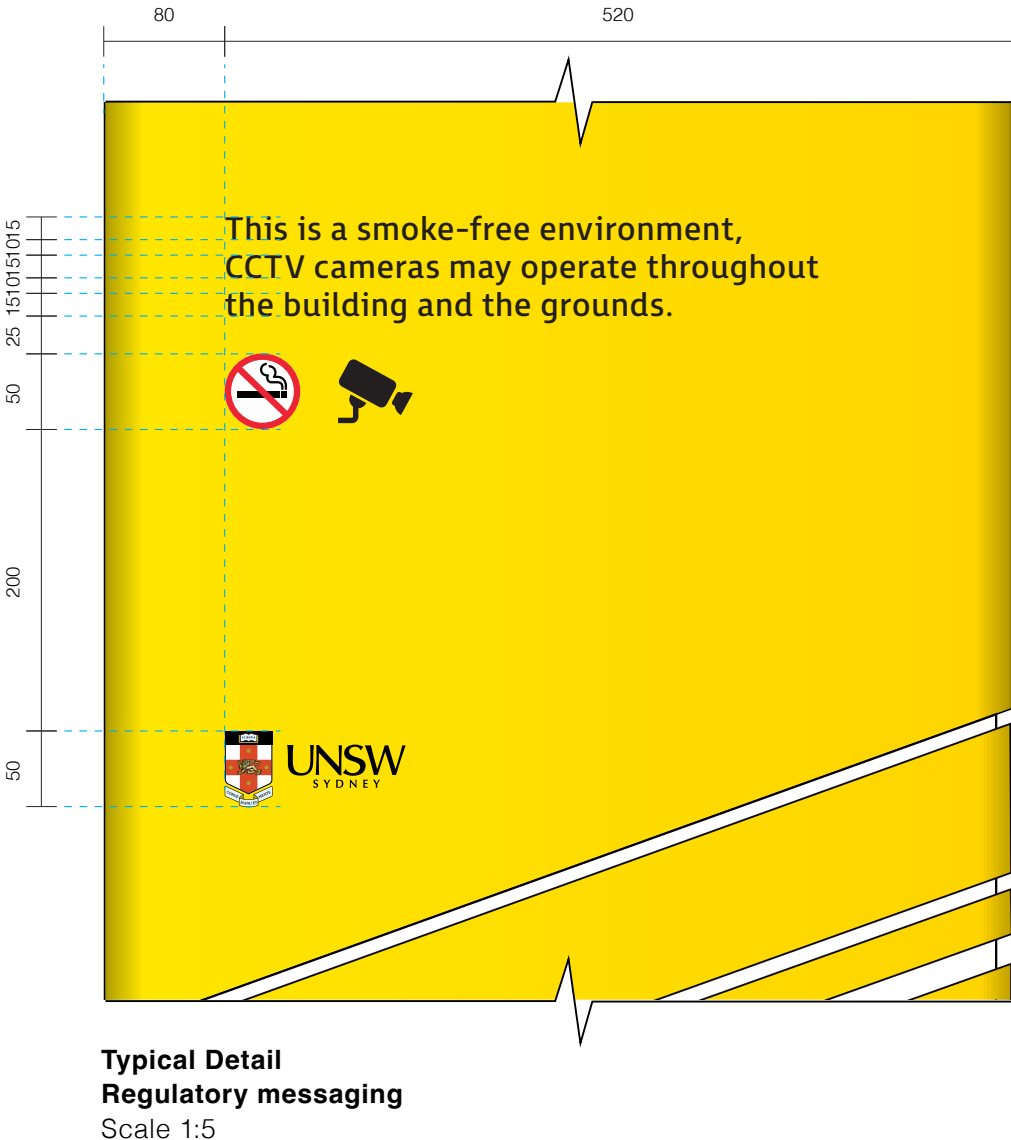 80 520
15
10
15
10
15
25
50
200
50
This is a smoke-free environment,
CCTV cameras may operate throughout
the building and the grounds.
UNSW
SYDNEY
Typical Detail
Regulatory messaging
Scale 1:5